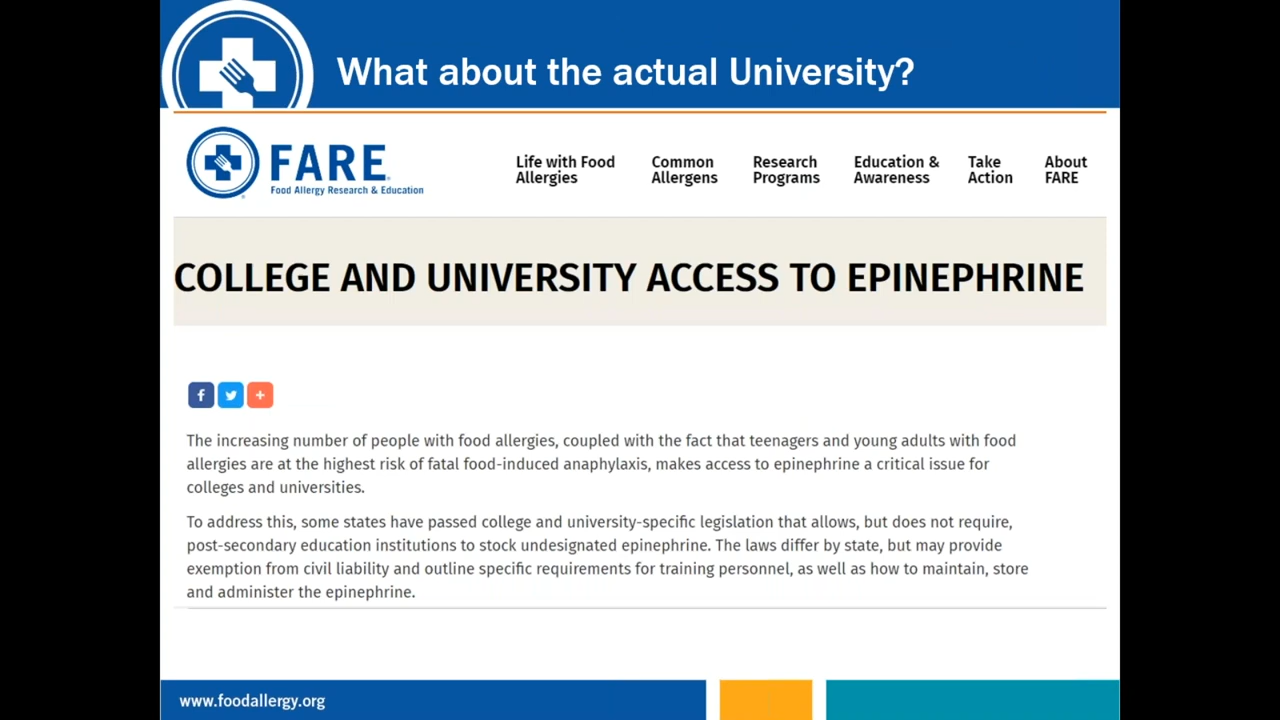 What about the actual University?
FARE
Food Allergy Research & Education
Life with Food
Allergies
Common
Allergens
Research
Programs
Education &
Awareness
Take
Action
About
FARE
COLLEGE AND UNIVERSITY ACCESS TO EPINEPHRINE
The increasing number of people with food allergies, coupled with the fact that teenagers and young adults with food
allergies are at the highest risk of fatal food-induced anaphylaxis, makes access to epinephrine a critical issue for
colleges and universities.
To address this, some states have passed college and university-specific legislation that allows, but does not require,
post-secondary education institutions to stock undesignated epinephrine. The laws differ by state, but may provide
exemption from civil liability and outline specific requirements for training personnel, as well as how to maintain, store
and administer the epinephrine.
www.foodallergy.org